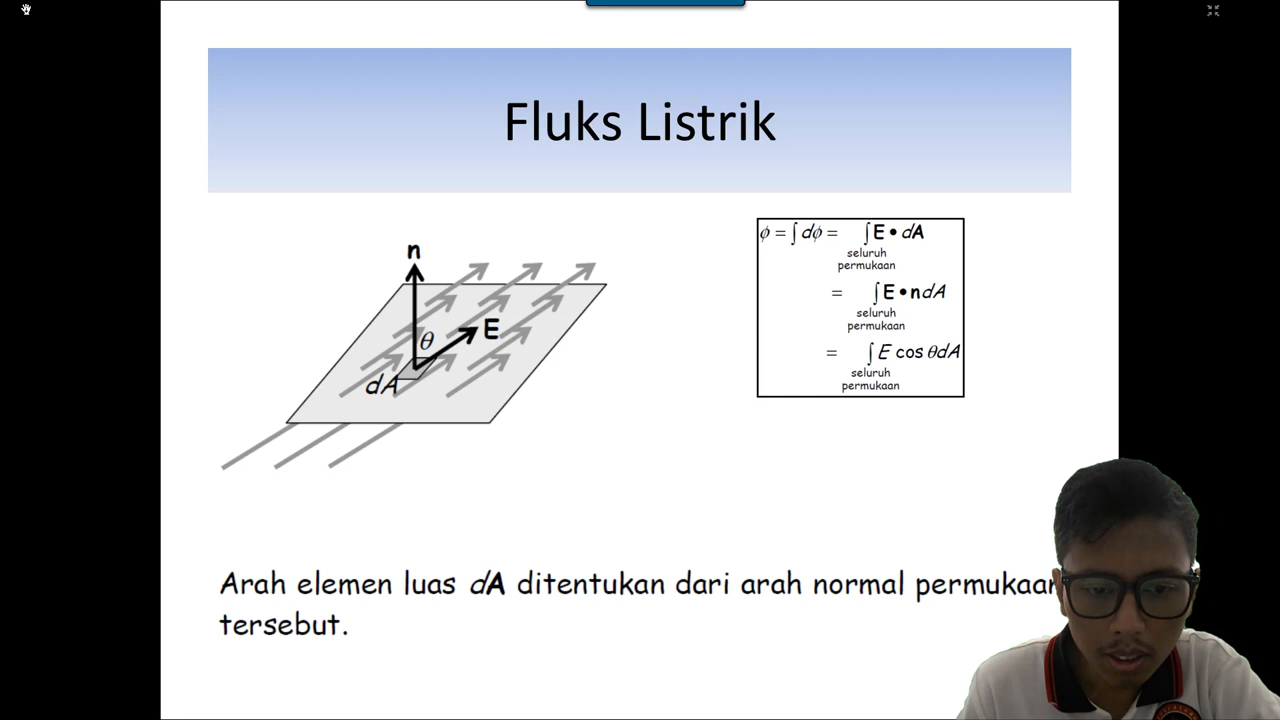 Fluks Listrik
n
θ
E
dA
ϕ = ∫ dϕ = ∫ E • dA
seluruh
permukaan
= ∫ E • n dA
seluruh
permukaan
= ∫ E cos θdA
seluruh
permukaan
Arah elemen luas dA ditentukan dari arah normal permukaan
tersebut.